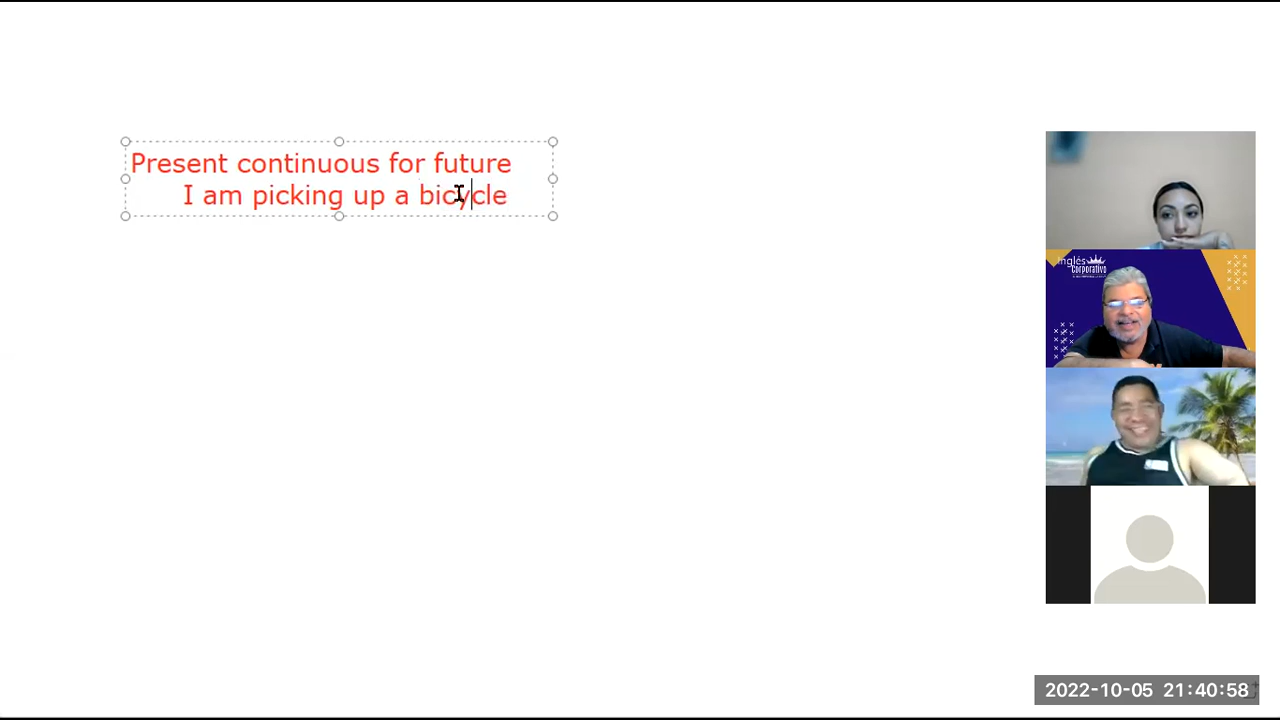 Present continuous for future
I am picking up a bicycle
Inglés
Corporativo
2022-10-05 21:40:58